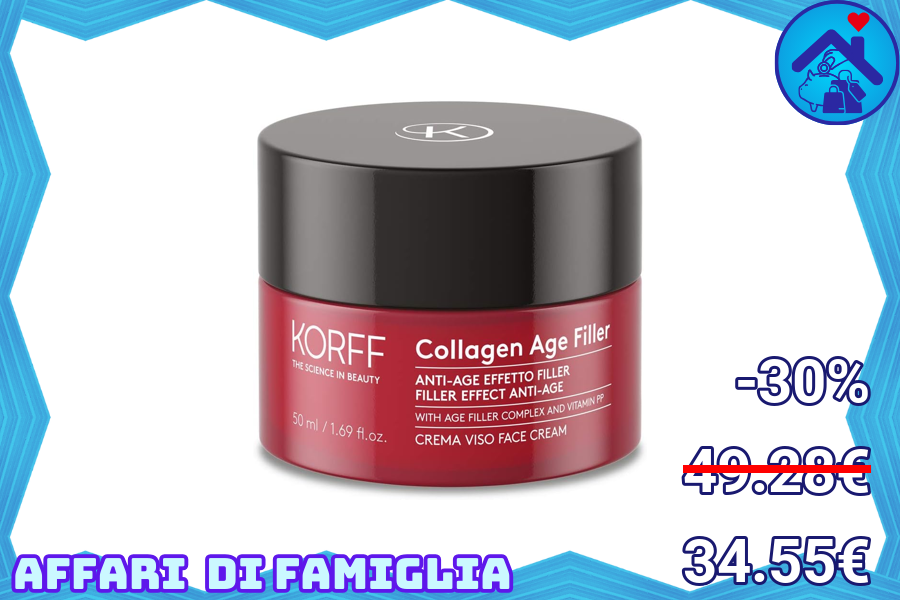 KORFF
THE SCIENCE IN BEAUTY
50 ml / 1.69 fl.oz.
Collagen Age Filler
ANTI-AGE EFFETTO FILLER
FILLER EFFECT ANTI-AGE
WITH AGE FILLER COMPLEX AND VITAMIN PP
CREMA VISO FACE CREAM
-30%
49.28€
34.55€
AFFARI DI FAMIGLIA